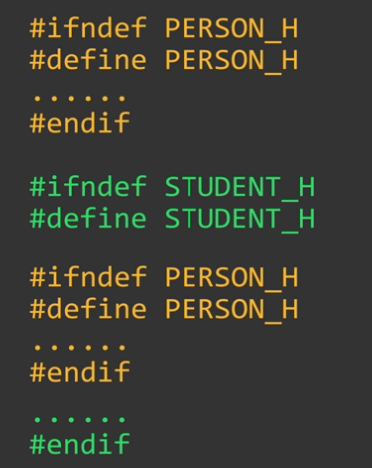 #ifndef PERSON_H
#define PERSON_H
......
#endif
#ifndef STUDENT_H
#define STUDENT_H
#ifndef PERSON_H
#define PERSON_H
......
#endif
......
#endif